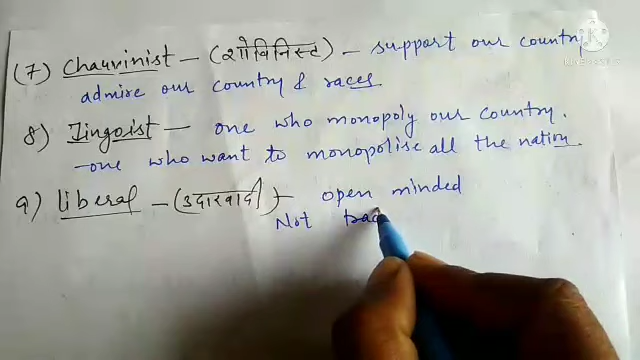 (7) Chauvinist - (शोविनिस्ट) - support our country
admire our country & races
8) Jingoist - one who monopoly our country.
- one who want to monopolise all the nation.
9) liberal - (उदारवादी) - open minded
Not trad